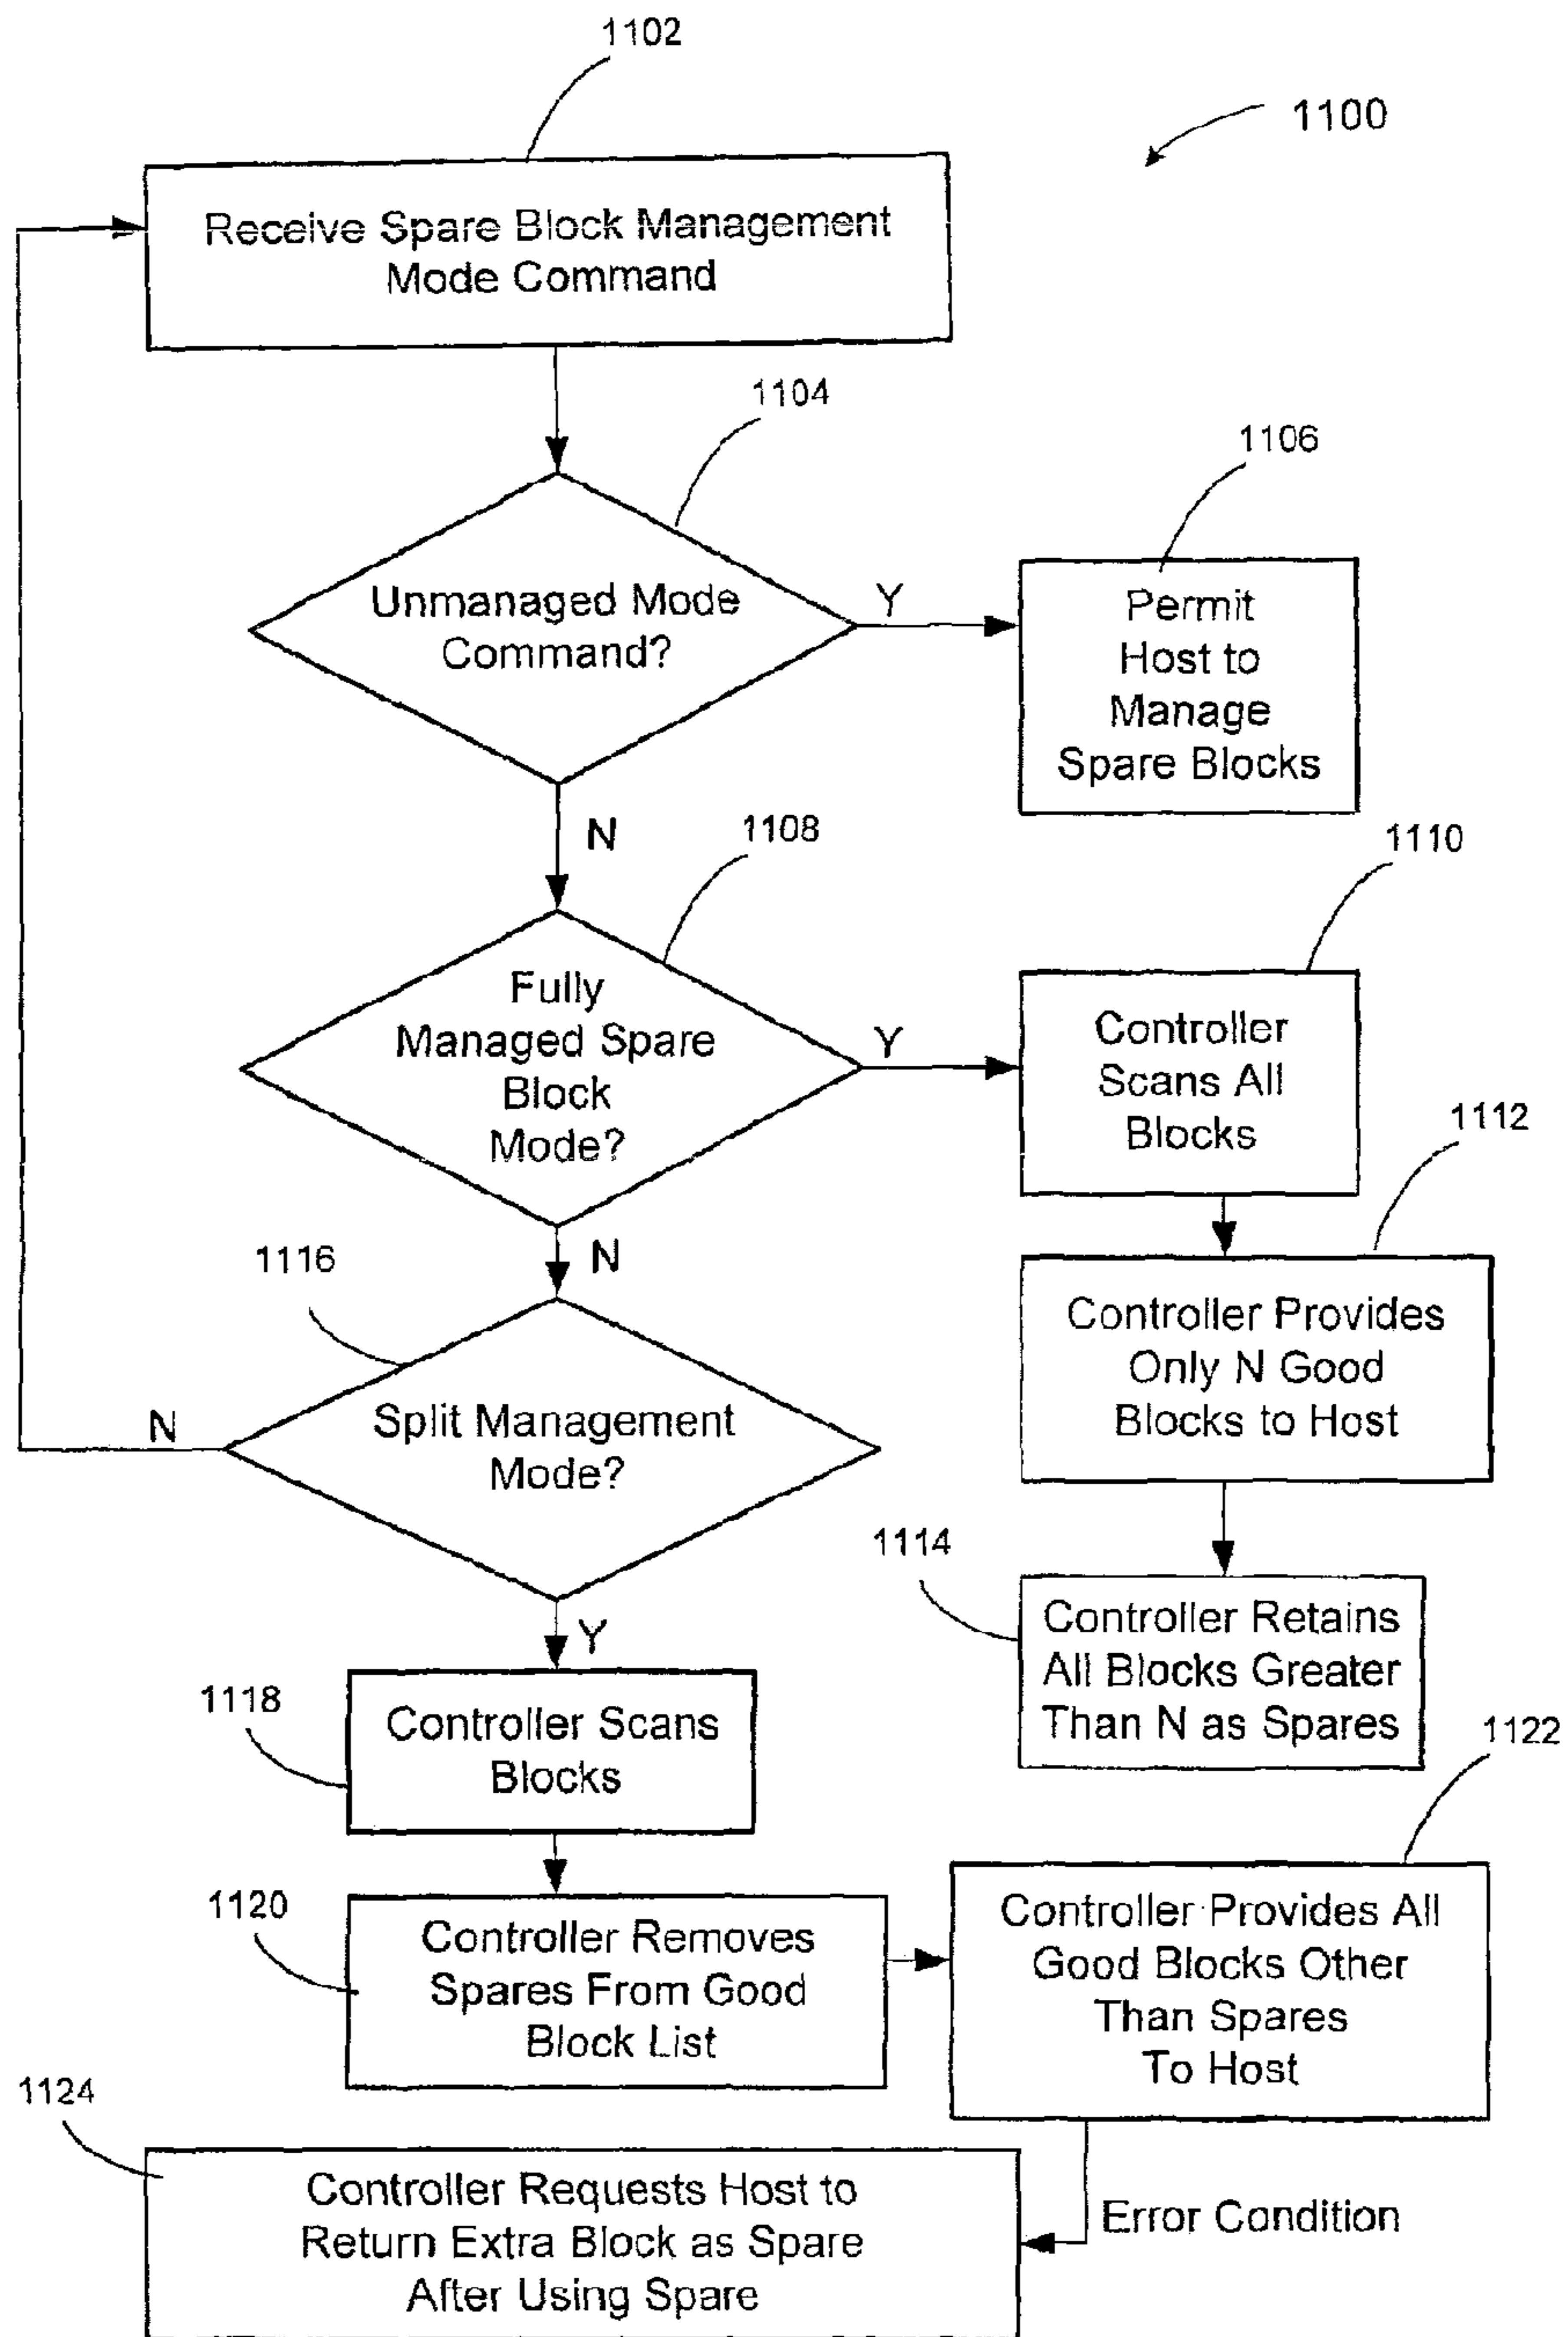 1102
1100
Receive Spare Block Management
Mode Command
1104
1106
Unmanaged Mode
Command?
Y
Permit
Host to
Manage
Spare Blocks
N
1108
1110
Fully
Managed Spare
Block
Mode?
Y
Controller
Scans All
Blocks
1112
N
1116
Controller Provides
Only N Good
Blocks to Host
Split Management
Mode?
N
1114
Y
Controller Retains
All Blocks Greater
Than N as Spares
1118
Controller Scans
Blocks
1122
1120
Controller Removes
Spares From Good
Block List
Controller Provides All
Good Blocks Other
Than Spares
To Host
1124
Controller Requests Host to
Return Extra Block as Spare
After Using Spare
Error Condition